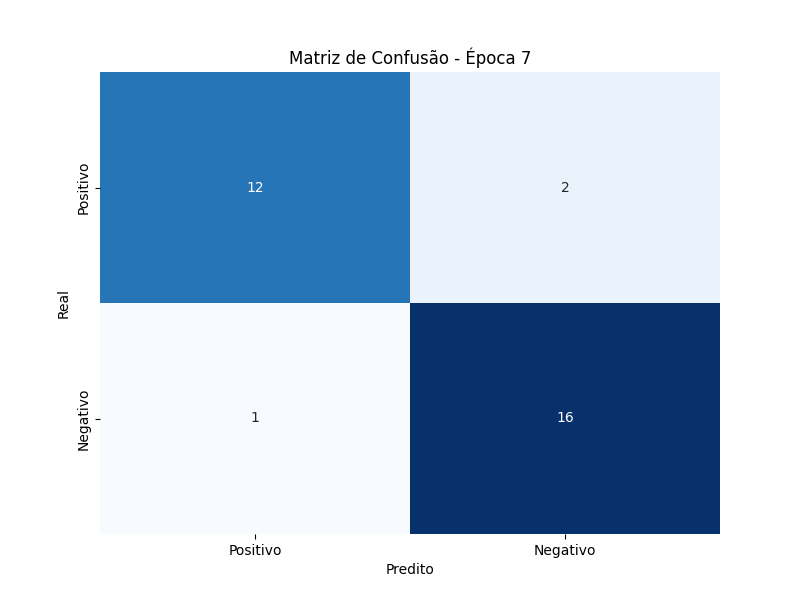 Matriz de Confusão - Época 7
Real
Positivo
12
2
Negativo
1
16
Positivo
Negativo
Predito